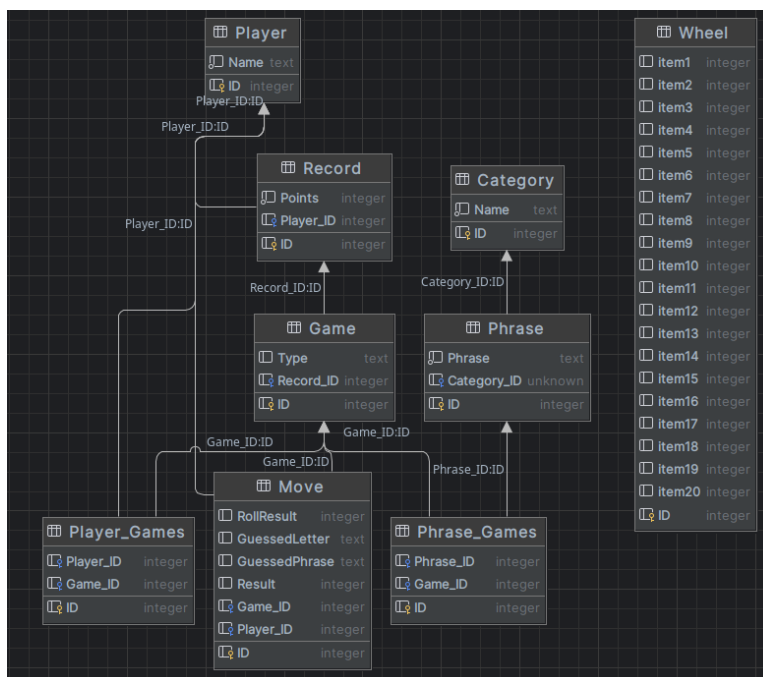 Player
Name text
ID integer
Player_ID:ID
Player_ID:ID
Player_ID:ID
Record
Points integer
Player_ID integer
ID integer
Record_ID:ID
Category
Name text
ID integer
Category_ID:ID
Game
Type text
Record_ID integer
ID integer
Phrase
Phrase text
Category_ID unknown
ID integer
Game_ID:ID
Game_ID:ID
Game_ID:ID
Phrase_ID:ID
Player_Games
Player_ID integer
Game_ID integer
ID integer
Move
RollResult integer
GuessedLetter text
GuessedPhrase text
Result integer
Game_ID integer
Player_ID integer
ID integer
Phrase_Games
Phrase_ID integer
Game_ID integer
ID integer
Wheel
item1 integer
item2 integer
item3 integer
item4 integer
item5 integer
item6 integer
item7 integer
item8 integer
item9 integer
item10 integer
item11 integer
item12 integer
item13 integer
item14 integer
item15 integer
item16 integer
item17 integer
item18 integer
item19 integer
item20 integer
ID integer